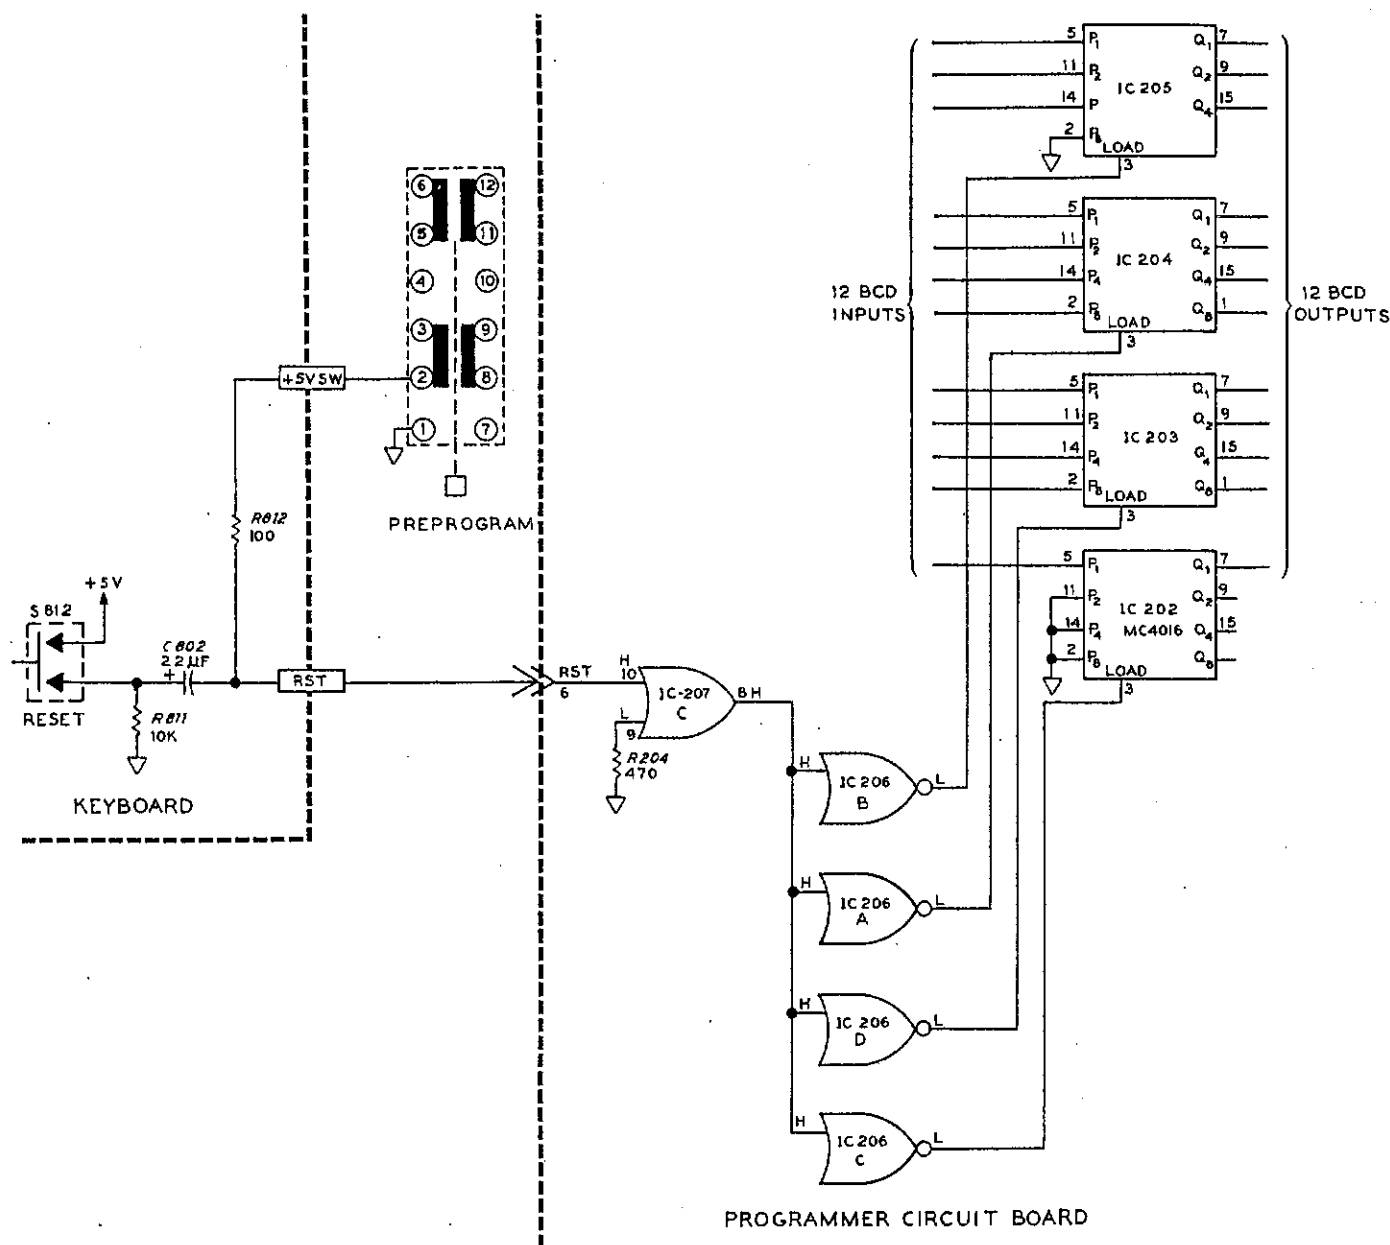 5 P1 Q1 7
11 P2 Q2 9
14 P Q4 15
2 P8
IC 205
LOAD
3
5 P1 Q1 7
11 P2 Q2 9
14 P4 Q4 15
2 P8 Q8 1
IC 204
LOAD
3
12 BCD
INPUTS
12 BCD
OUTPUTS
5 P1 Q1 7
11 P2 Q2 9
14 P4 Q4 15
2 P8 Q8 1
IC 203
LOAD
3
5 P1 Q1 7
11 P2 Q2 9
14 P4 Q4 15
2 P8 Q8
IC 202
MC4016
LOAD
3
6 12
5 11
4 10
3 9
2 8
1 7
PREPROGRAM
+5VSW
R812
100
+5V
S812
RESET
C802
2.2µF
+
R811
10K
KEYBOARD
RST
RST
6
H
10
L
9
IC-207
C
8 H
R204
470
H IC 206 L
B
H IC 206 L
A
H IC 206 L
D
H IC 206 L
C
PROGRAMMER CIRCUIT BOARD